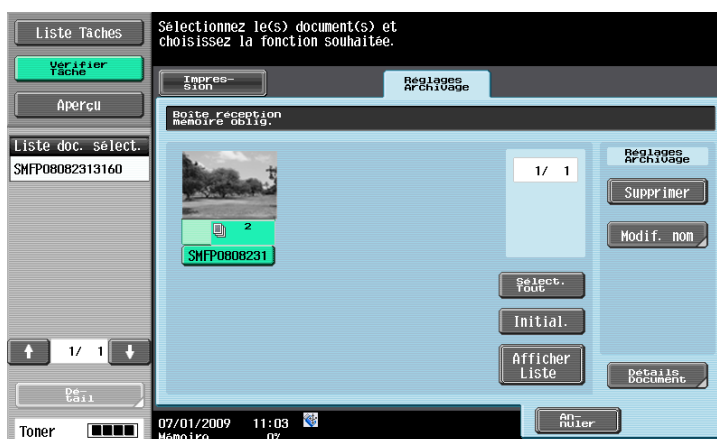 Liste Tâches
Sélectionnez le(s) document(s) et
choisissez la fonction souhaitée.
Vérifier
Tâche
Aperçu
Impres-
sion
Réglages
Archivage
Boîte réception
mémoire oblig.
Liste doc. sélect.
SMFP08082313160
2
SMFP0808231
1/ 1
Réglages
Archivage
Supprimer
Modif. nom
Sélect.
Tout
Initial.
Afficher
Liste
Détails
Document
1/ 1
Dé-
tail
Toner
07/01/2009 11:03
Mémoire 0%
An-
nuler